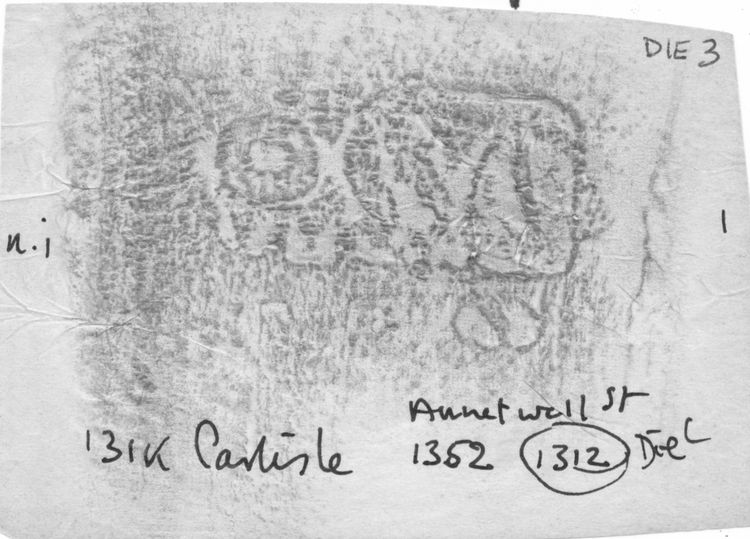 DIE 3
n.i
1
Annetwell St
131K Carlisle 1352 1312 Die